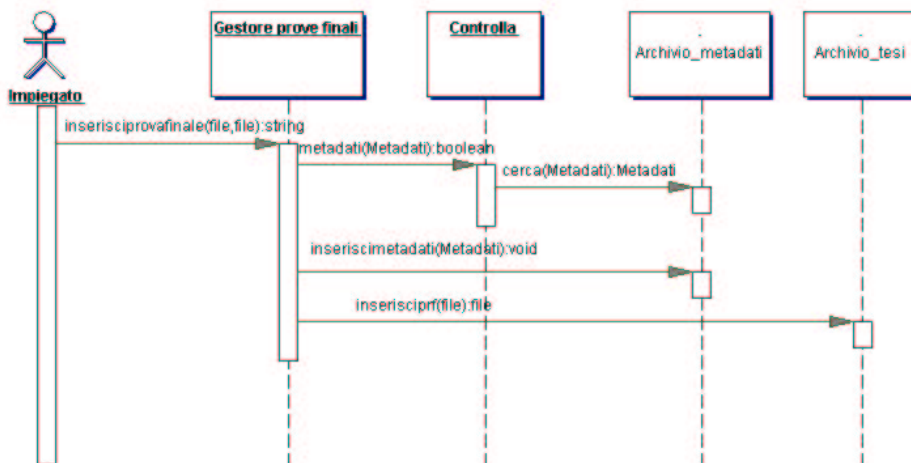 Gestore prove finali
Controlla
:
Archivio_metadati
:
Archivio_tesi
Impiegato
inserisciprovafinale(file,file):string
metadati(Metadati):boolean
cerca(Metadati):Metadati
inseriscimetadati(Metadati):void
inserisciprf(file):file